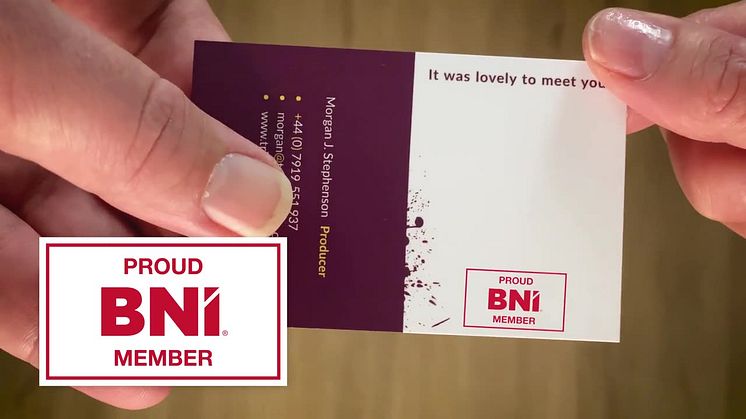 It was lovely to meet you
Morgan J. Stephenson Producer
+44 (0) 7919 551937
morgan@
www.
PROUD
BNI®
MEMBER
PROUD
BNI
MEMBER